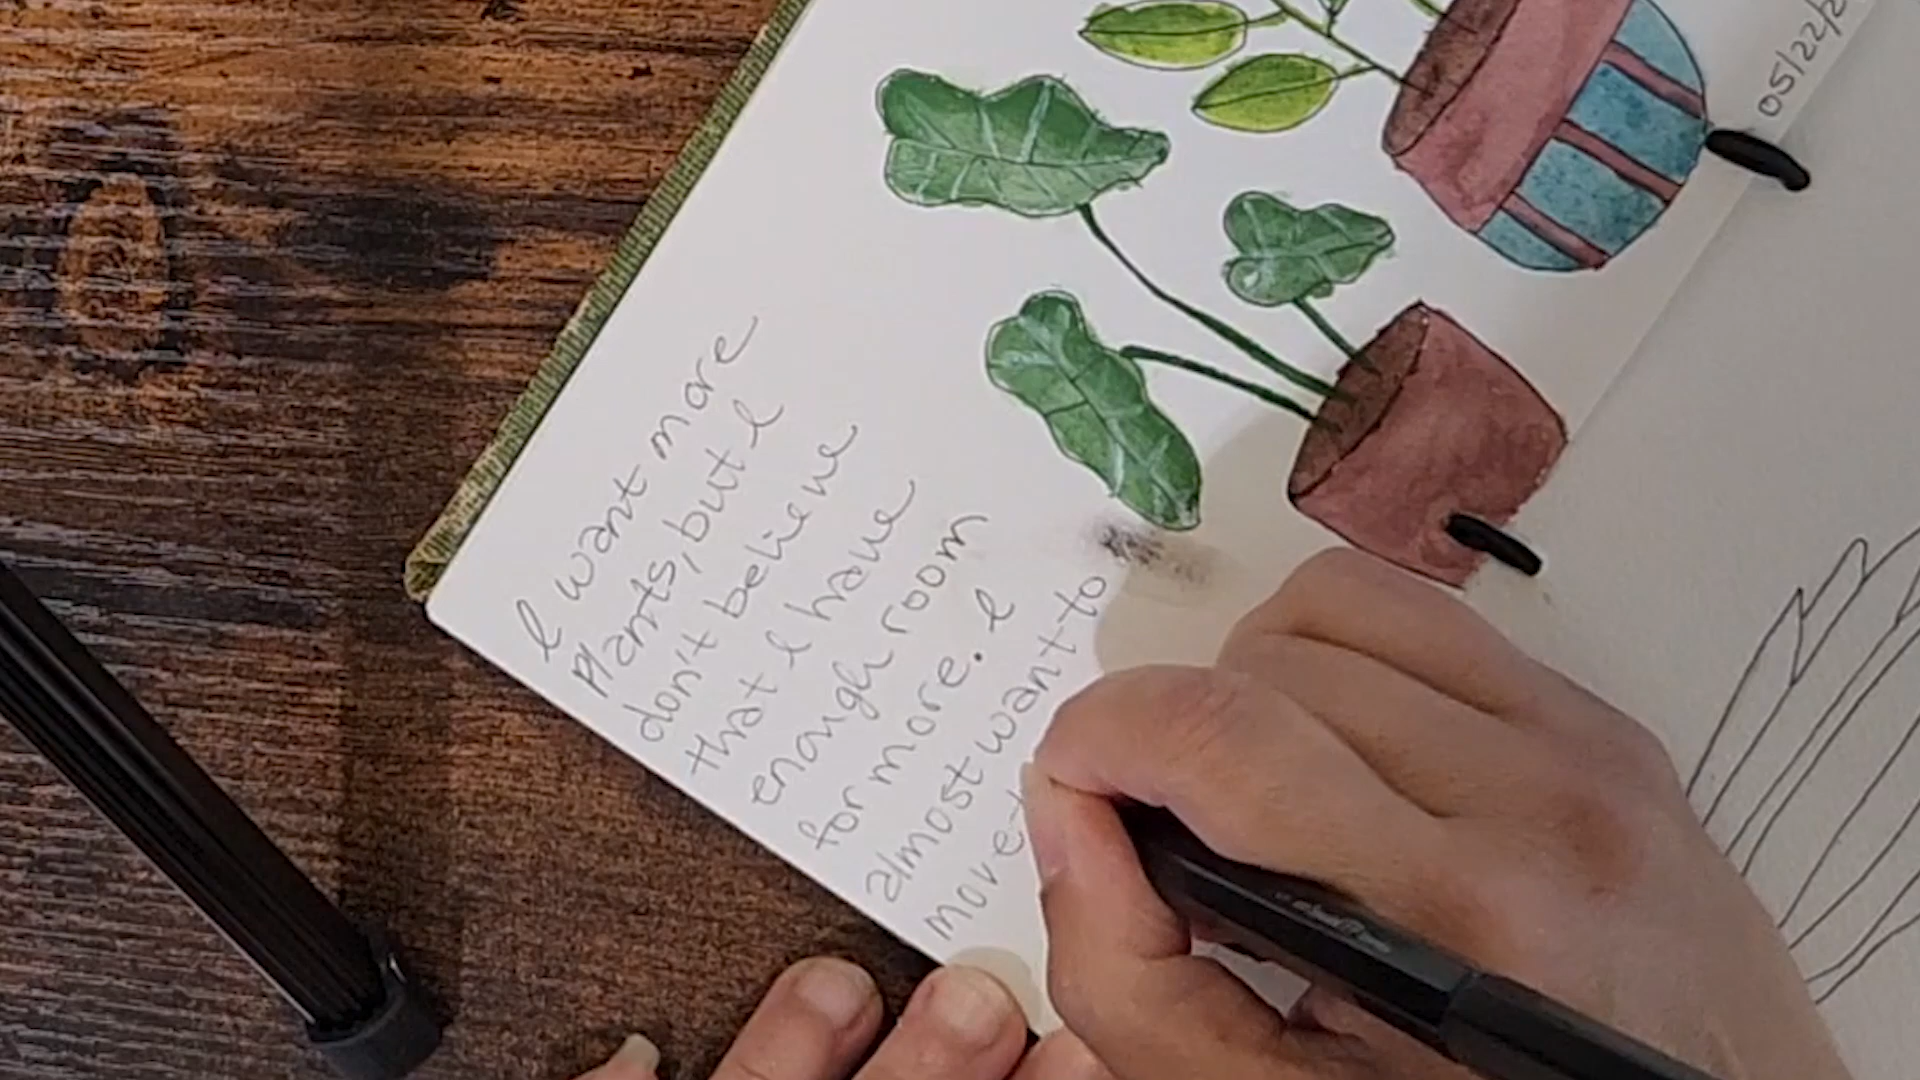 I want more
Plants, but I
don't believe
that I have
enough room
for more. I
almost want to
move
05/22/2